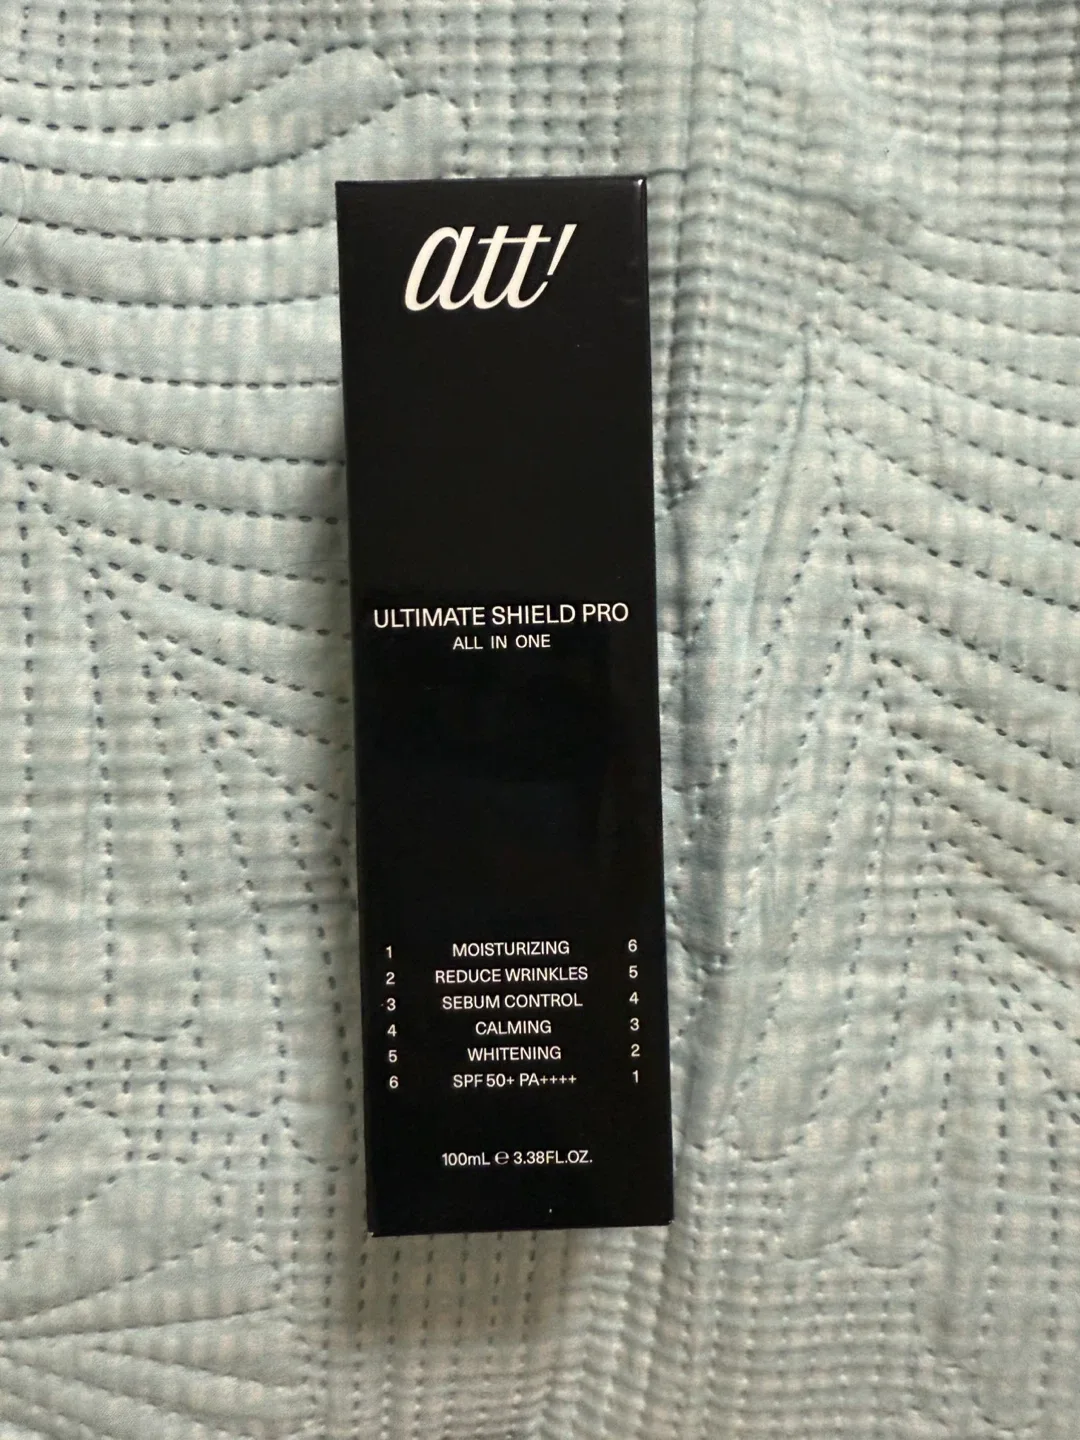 att!
ULTIMATE SHIELD PRO
ALL IN ONE
1 MOISTURIZING 6
2 REDUCE WRINKLES 5
3 SEBUM CONTROL 4
4 CALMING 3
5 WHITENING 2
6 SPF 50+ PA++++ 1
100mL ℮ 3.38FL.OZ.